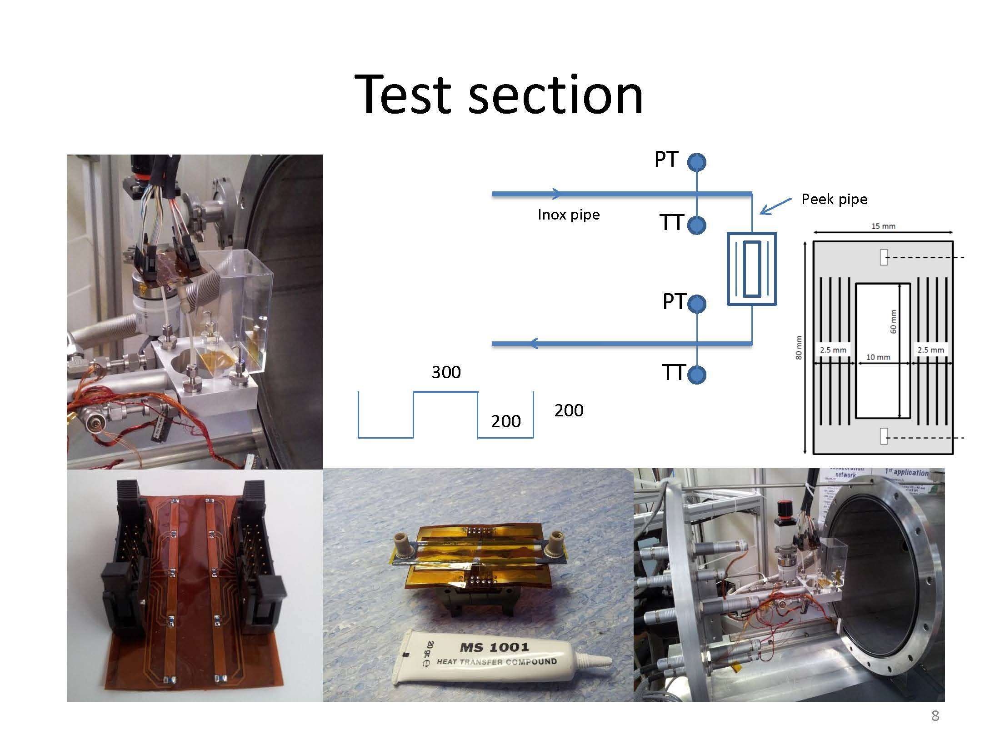 Test section
PT
Inox pipe
Peek pipe
TT
15 mm
PT
60 mm
80 mm
2.5 mm
10 mm
2.5 mm
TT
300
200
200
network
1st application
MS 1001
HEAT TRANSFER COMPOUND
20 gr. e
8